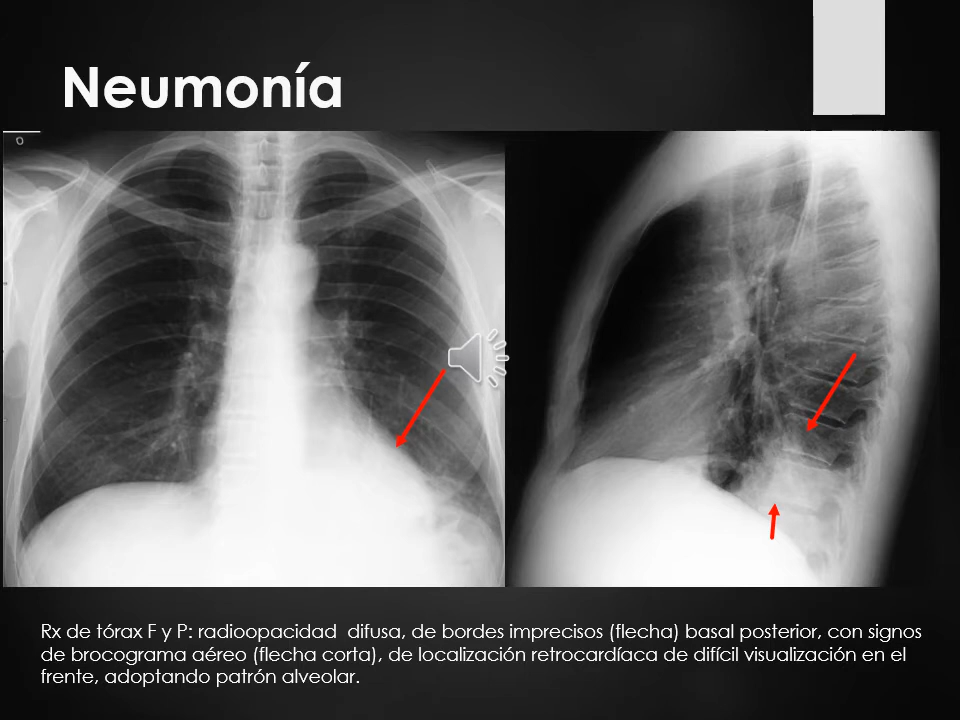 Neumonía
Rx de tórax F y P: radioopacidad difusa, de bordes imprecisos (flecha) basal posterior, con signos
de brocograma aéreo (flecha corta), de localización retrocardíaca de difícil visualización en el
frente, adoptando patrón alveolar.